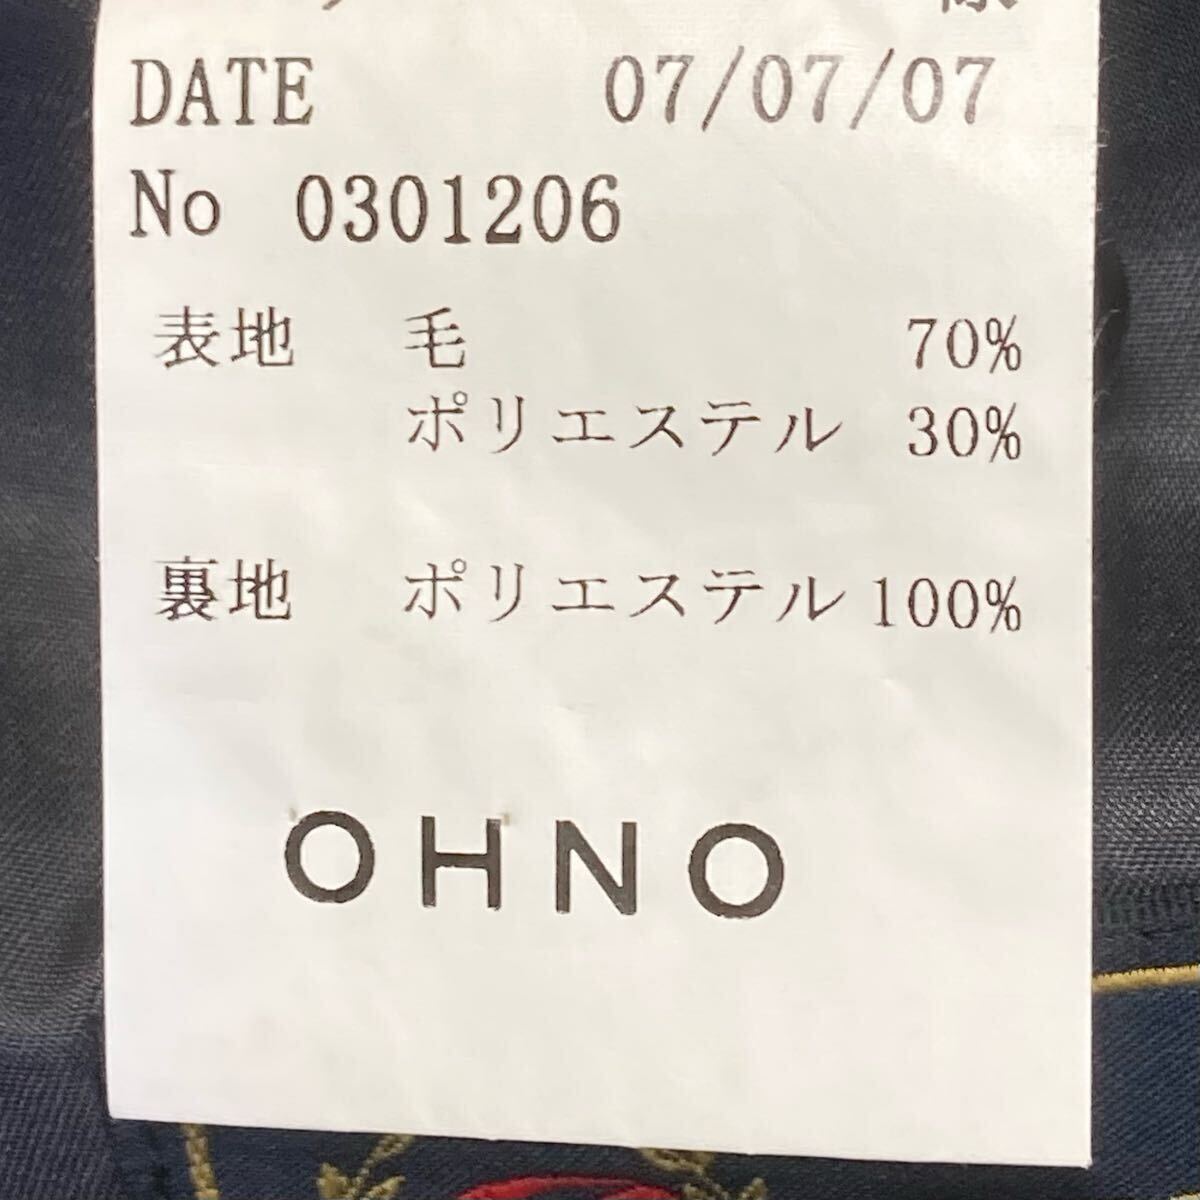 様
DATE 07/07/07
No 0301206
表地 毛 70%
ポリエステル 30%
裏地 ポリエステル 100%
OHNO